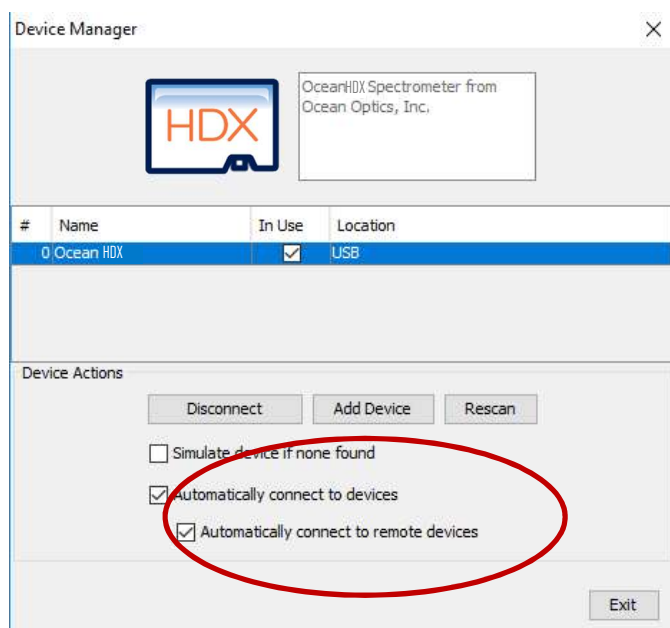 Device Manager
HDX
OceanHDX Spectrometer from
Ocean Optics, Inc.
# Name In Use Location
0 Ocean HDX USB
Device Actions
Disconnect Add Device Rescan
Simulate device if none found
Automatically connect to devices
Automatically connect to remote devices
Exit